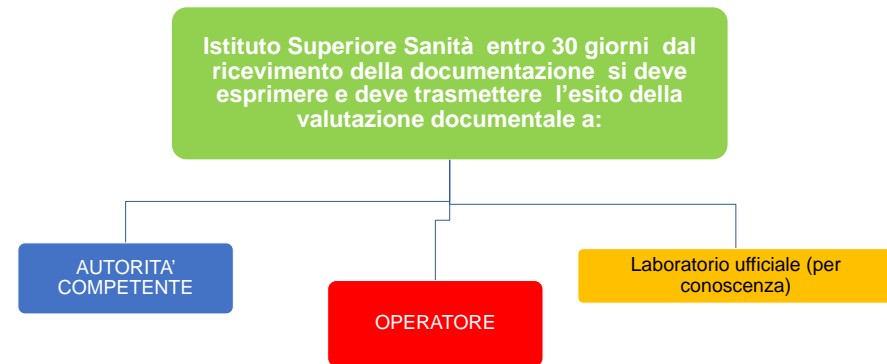 Istituto Superiore Sanità entro 30 giorni dal
ricevimento della documentazione si deve
esprimere e deve trasmettere l'esito della
valutazione documentale a:
AUTORITA'
COMPETENTE
OPERATORE
Laboratorio ufficiale (per
conoscenza)